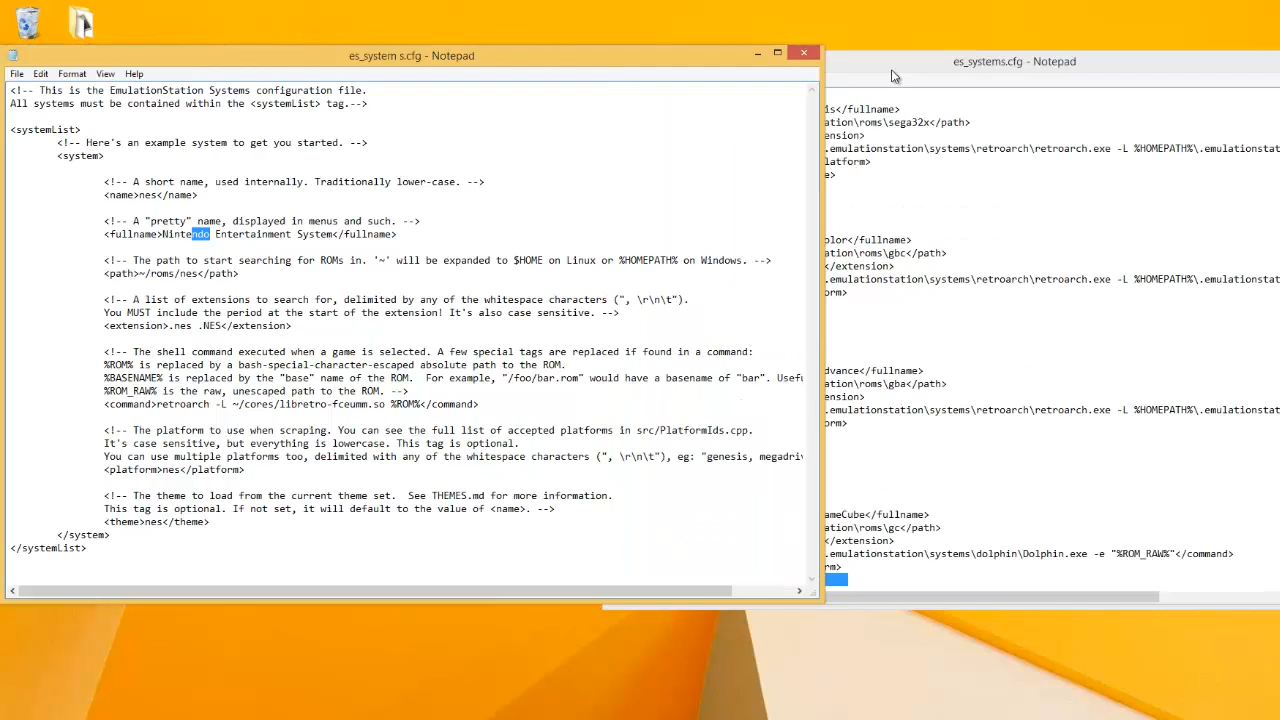 es_system s.cfg - Notepad
File Edit Format View Help
<!-- This is the EmulationStation Systems configuration file.
All systems must be contained within the <systemList> tag.-->
<systemList>
<!-- Here's an example system to get you started. -->
<system>
<!-- A short name, used internally. Traditionally lower-case. -->
<name>nes</name>
<!-- A "pretty" name, displayed in menus and such. -->
<fullname>Nintendo Entertainment System</fullname>
<!-- The path to start searching for ROMs in. '~' will be expanded to $HOME on Linux or %HOMEPATH% on Windows. -->
<path>~/roms/nes</path>
<!-- A list of extensions to search for, delimited by any of the whitespace characters (", \r\n\t").
You MUST include the period at the start of the extension! It's also case sensitive. -->
<extension>.nes .NES</extension>
<!-- The shell command executed when a game is selected. A few special tags are replaced if found in a command:
%ROM% is replaced by a bash-special-character-escaped absolute path to the ROM.
%BASENAME% is replaced by the "base" name of the ROM.  For example, "/foo/bar.rom" would have a basename of "bar". Usefu
%ROM_RAW% is the raw, unescaped path to the ROM. -->
<command>retroarch -L ~/cores/libretro-fceumm.so %ROM%</command>
<!-- The platform to use when scraping. You can see the full list of accepted platforms in src/PlatformIds.cpp.
It's case sensitive, but everything is lowercase. This tag is optional.
You can use multiple platforms too, delimited with any of the whitespace characters (", \r\n\t"), eg: "genesis, megadriv
<platform>nes</platform>
<!-- The theme to load from the current theme set.  See THEMES.md for more information.
This tag is optional. If not set, it will default to the value of <name>. -->
<theme>nes</theme>
</system>
</systemList>
es_systems.cfg - Notepad
is</fullname>
ation\roms\sega32x</path>
ension>
.emulationstation\systems\retroarch\retroarch.exe -L %HOMEPATH%\.emulationstat
latform>
e>
olor</fullname>
ation\roms\gbc</path>
</extension>
.emulationstation\systems\retroarch\retroarch.exe -L %HOMEPATH%\.emulationstat
orm>
dvance</fullname>
ation\roms\gba</path>
ension>
.emulationstation\systems\retroarch\retroarch.exe -L %HOMEPATH%\.emulationstat
orm>
ameCube</fullname>
ation\roms\gc</path>
</extension>
.emulationstation\systems\dolphin\Dolphin.exe -e "%ROM_RAW%"</command>
rm>